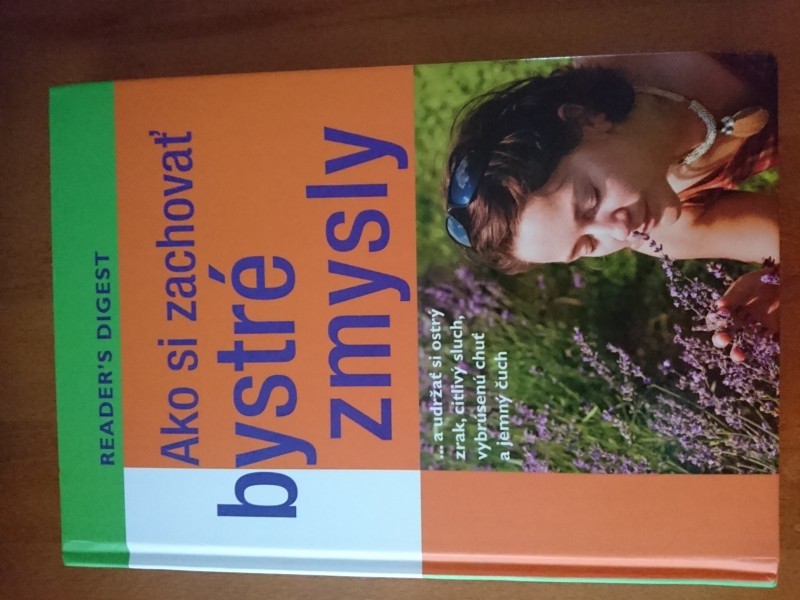 READER'S DIGEST
Ako si zachovať
bystré
zmysly
... a udržať si ostrý
zrak, citlivý sluch,
vybrúsenú chuť
a jemný čuch